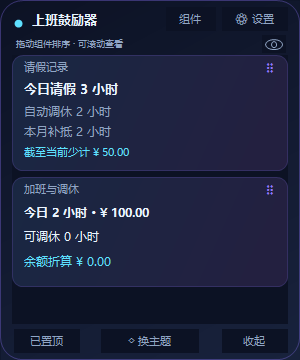 上班鼓励器
组件
设置
拖动组件排序 · 可滚动查看
请假记录
今日请假 3 小时
自动调休 2 小时
本月补抵 2 小时
截至当前少计 ¥ 50.00
加班与调休
今日 2 小时 · ¥ 100.00
可调休 0 小时
余额折算 ¥ 0.00
已置顶
换主题
收起